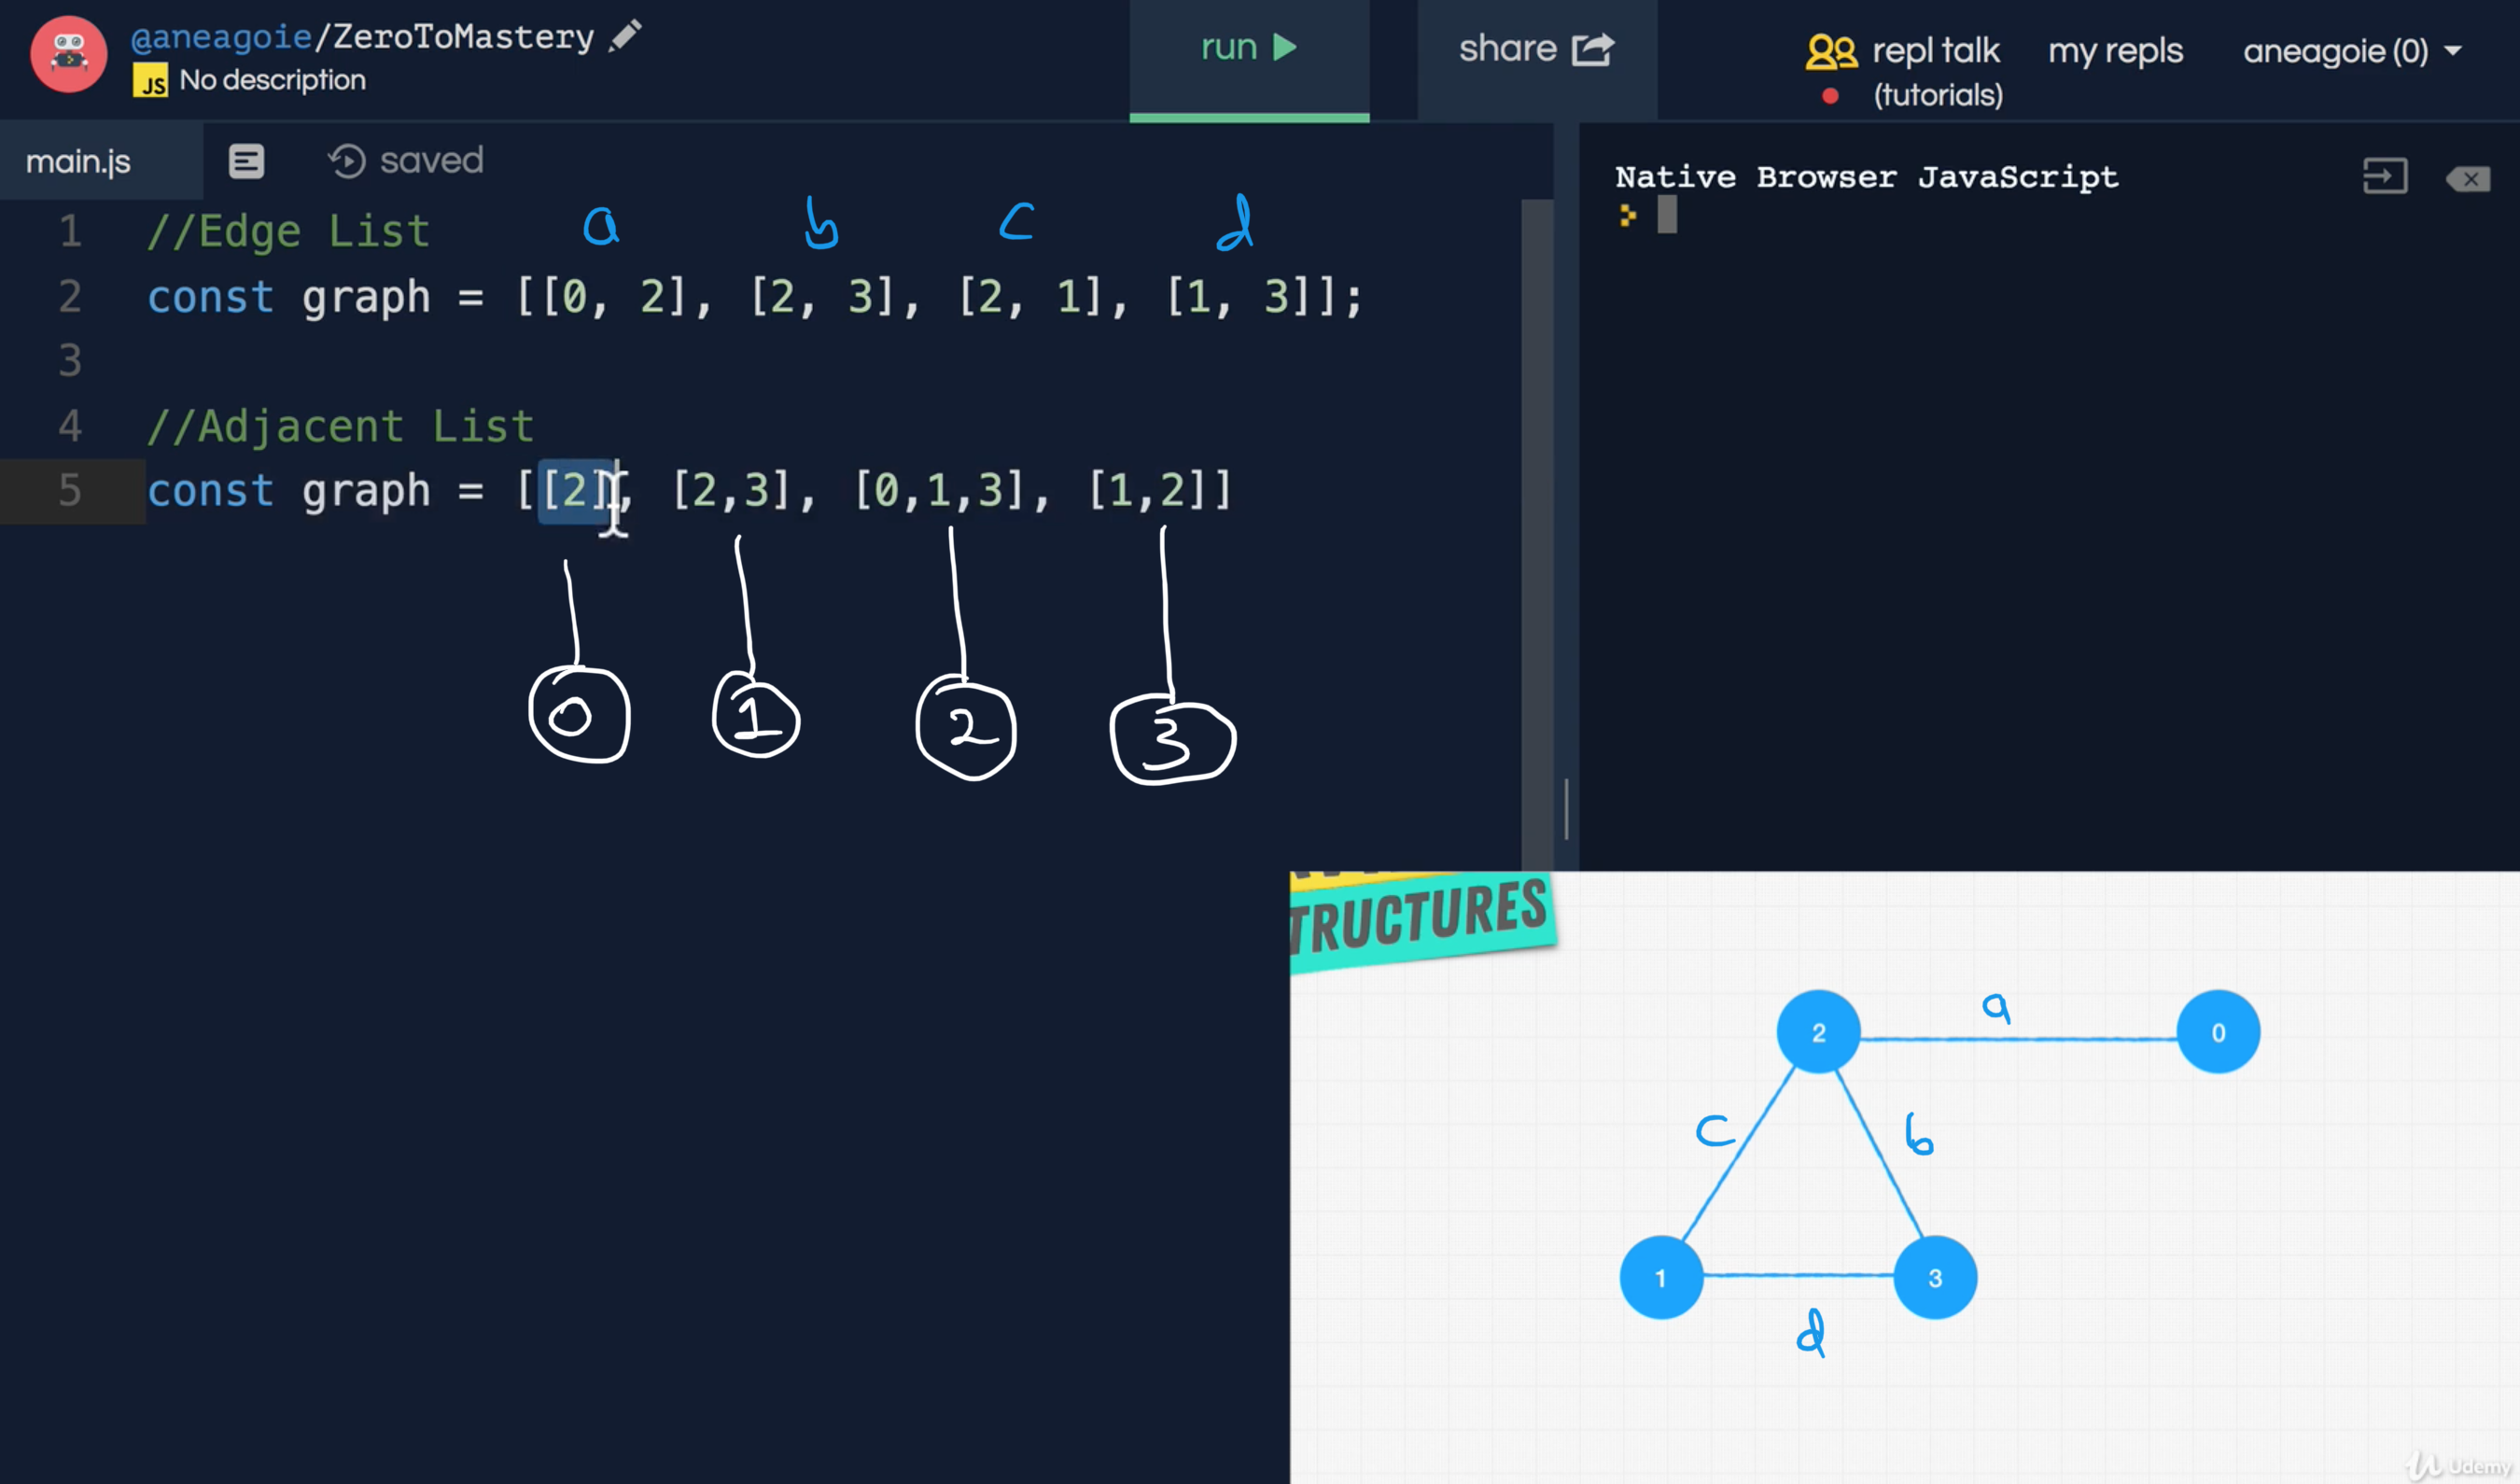 @aneagoie/ZeroToMastery
JS No description
run
share
repl talk
(tutorials)
my repls
aneagoie (0)
main.js
saved
a b c d
1 //Edge List
2 const graph = [[0, 2], [2, 3], [2, 1], [1, 3]];
3
4 //Adjacent List
5 const graph = [[2], [2,3], [0,1,3], [1,2]]
0 1 2 3
Native Browser JavaScript
TRUCTURES
a
2 0
c b
1 3
d
Udemy